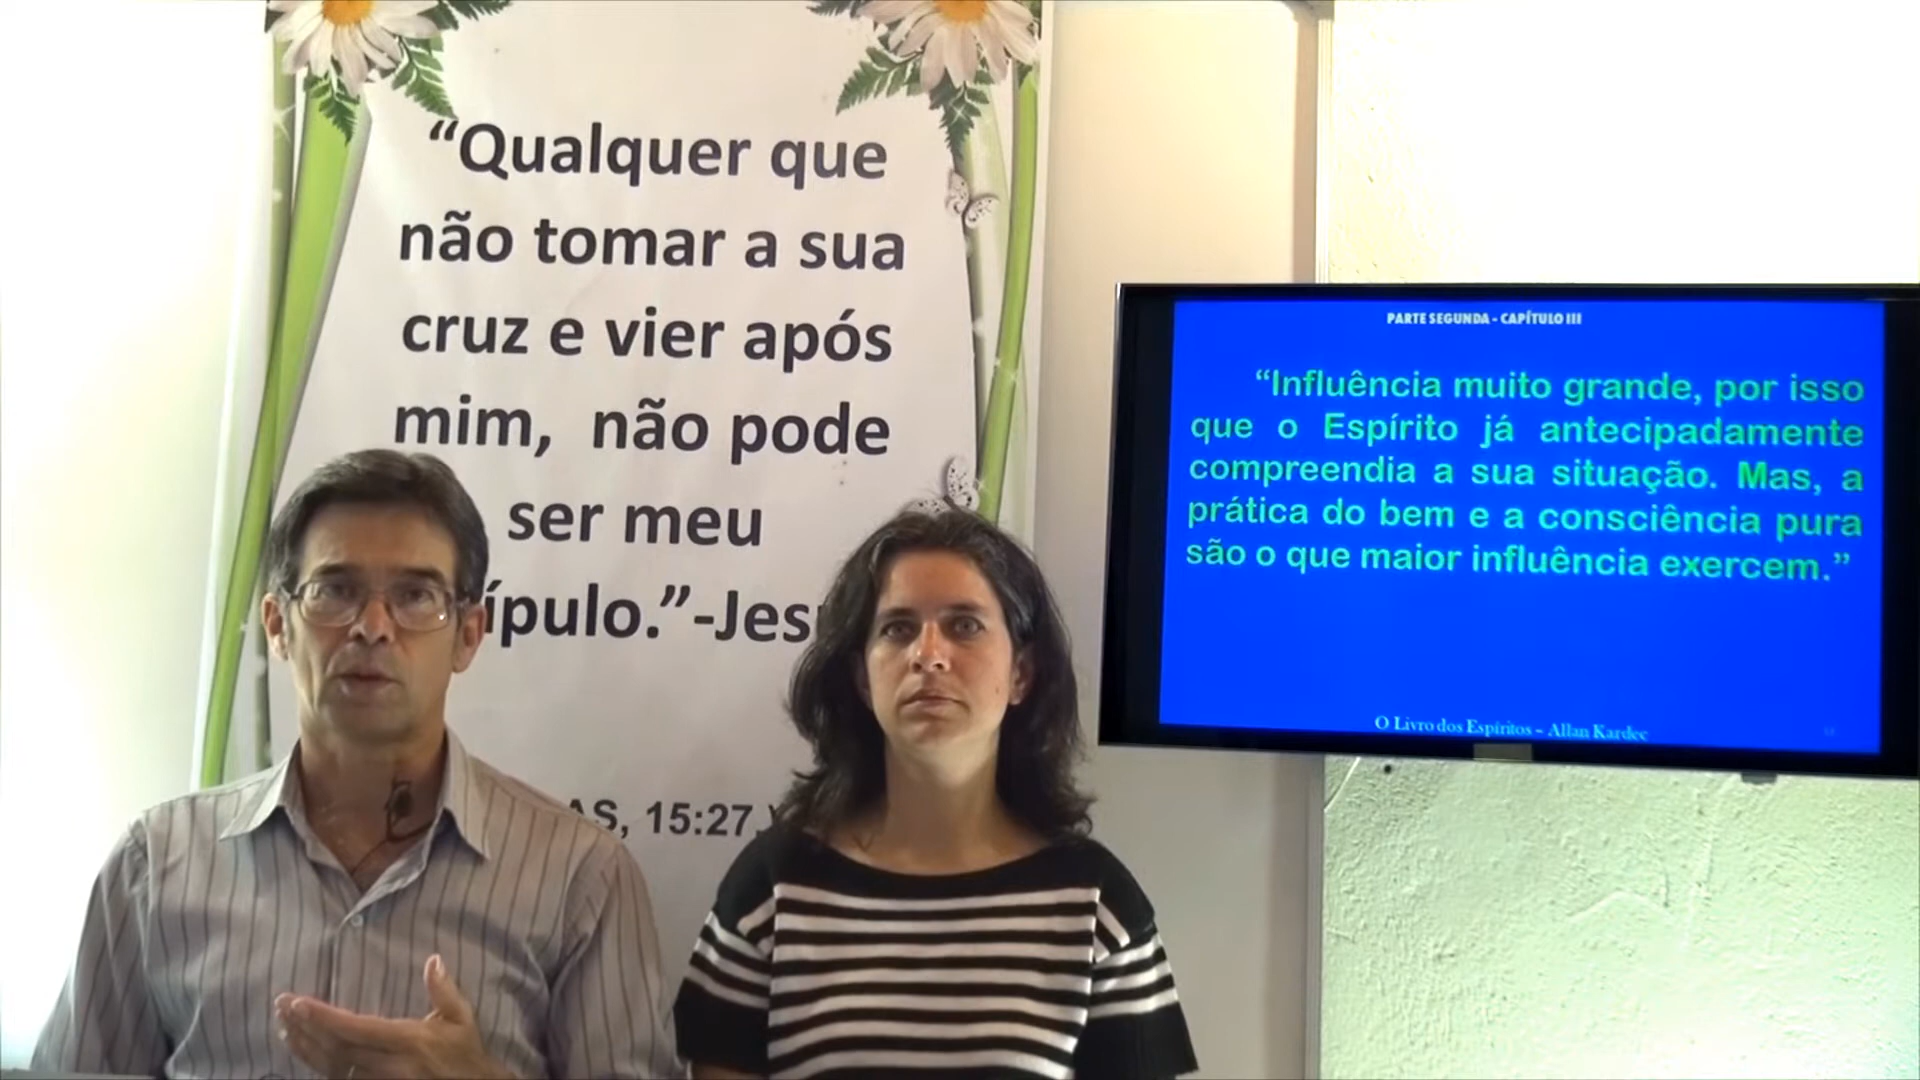 “Qualquer que
não tomar a sua
cruz e vier após
mim, não pode
ser meu
ípulo.”-Jes
AS, 15:27
PARTE SEGUNDA - CAPÍTULO III
“Influência muito grande, por isso
que o Espírito já antecipadamente
compreendia a sua situação. Mas, a
prática do bem e a consciência pura
são o que maior influência exercem.”
O Livro dos Espíritos – Allan Kardec